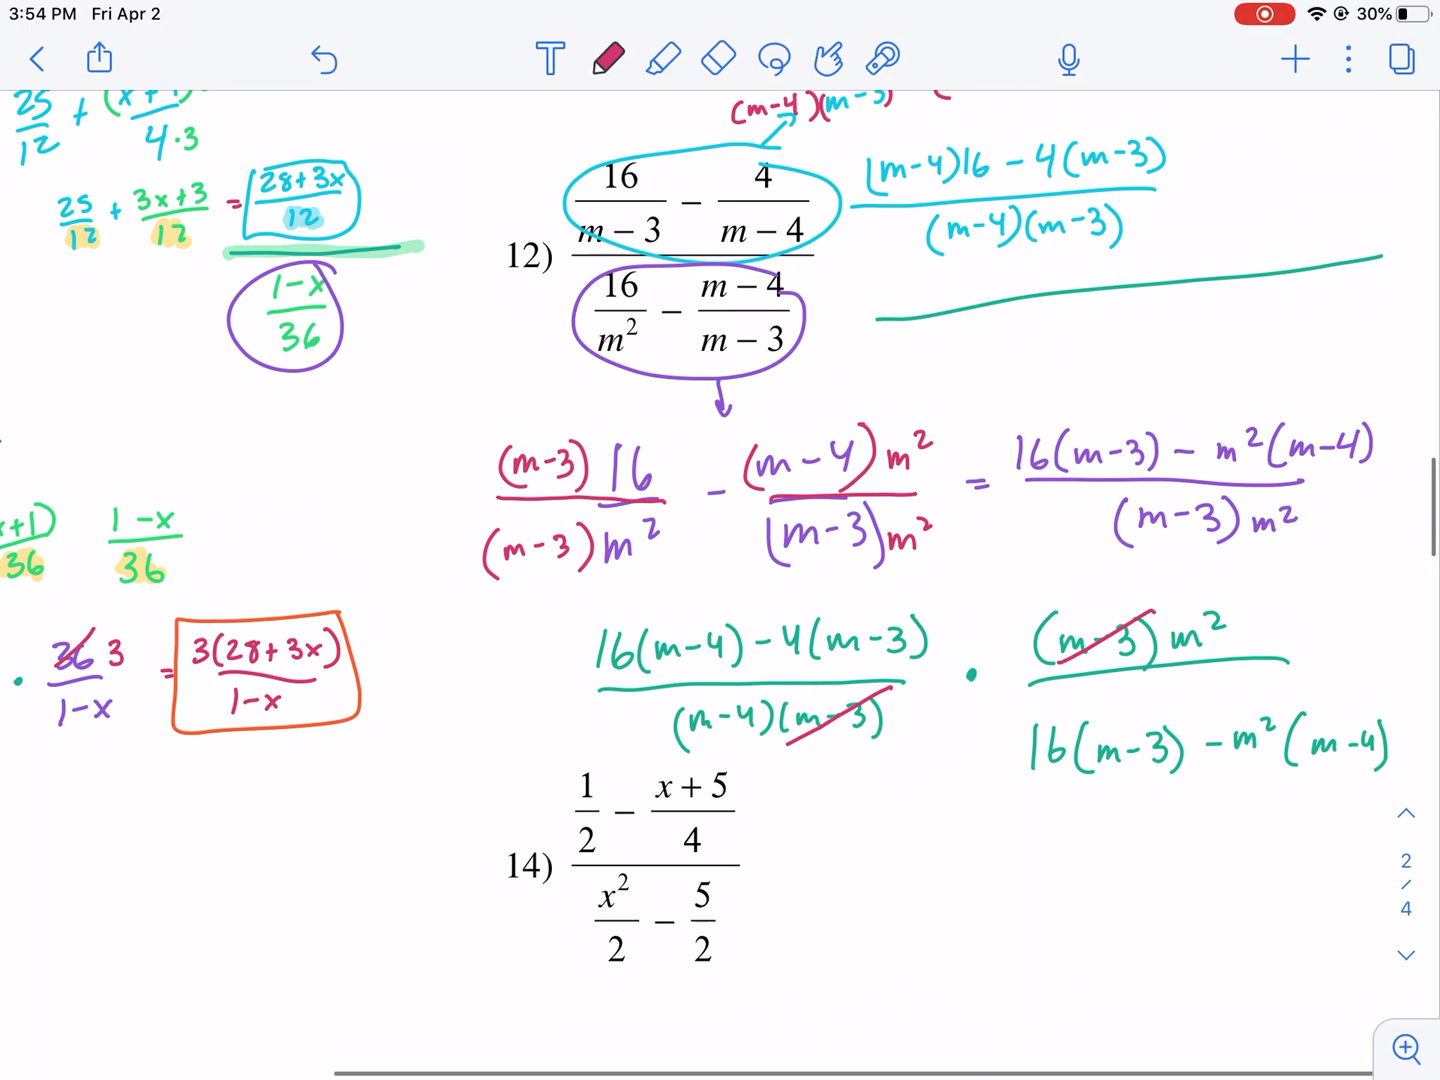 3:54 PM Fri Apr 2 30%
25/12 + (x+1)/4·3
25/12 + 3x+3/12 = 28+3x/12
1-x/36
x+1)/36 1-x/36
· 36/1-x 3 = 3(28+3x)/1-x
(m-4)(m-3)
12) 16/m − 3 − 4/m − 4
16/m² − m − 4/m − 3
(m-4)16 - 4(m-3)/(m-4)(m-3)
(m-3)16/(m-3)m² - (m-4)m²/(m-3)m² = 16(m-3) - m²(m-4)/(m-3)m²
16(m-4) - 4(m-3)/(m-4)(m-3) · (m-3)m²/16(m-3) - m²(m-4)
14) 1/2 − x + 5/4
x²/2 − 5/2
2
/
4